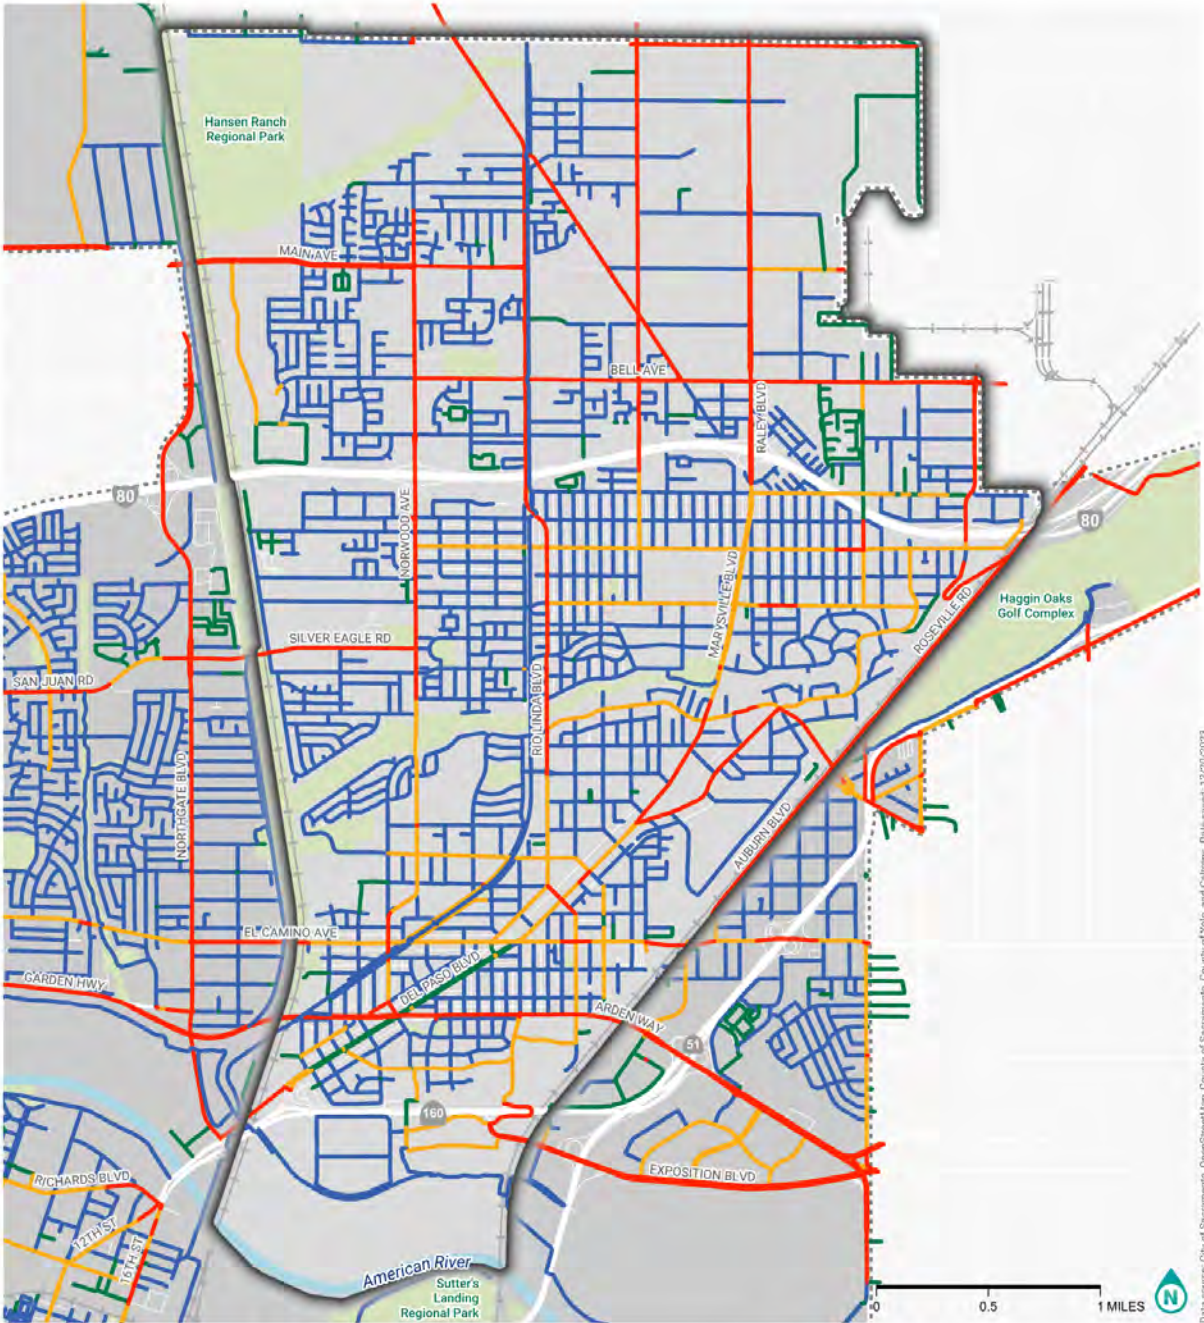 Hansen Ranch
Regional Park
MAIN AVE
BELL AVE
RALEY BLVD
80
NORWOOD AVE
80
MARYSVILLE BLVD
Haggin Oaks
Golf Complex
ROSEVILLE RD
SILVER EAGLE RD
SAN JUAN RD
RIO LINDA BLVD
NORTHGATE BLVD
AUBURN BLVD
EL CAMINO AVE
DEL PASO BLVD
GARDEN HWY
ARDEN WAY
51
160
RICHARDS BLVD
EXPOSITION BLVD
12TH ST
16TH ST
American River
Sutter's
Landing
Regional Park
0 0.5 1 MILES
N